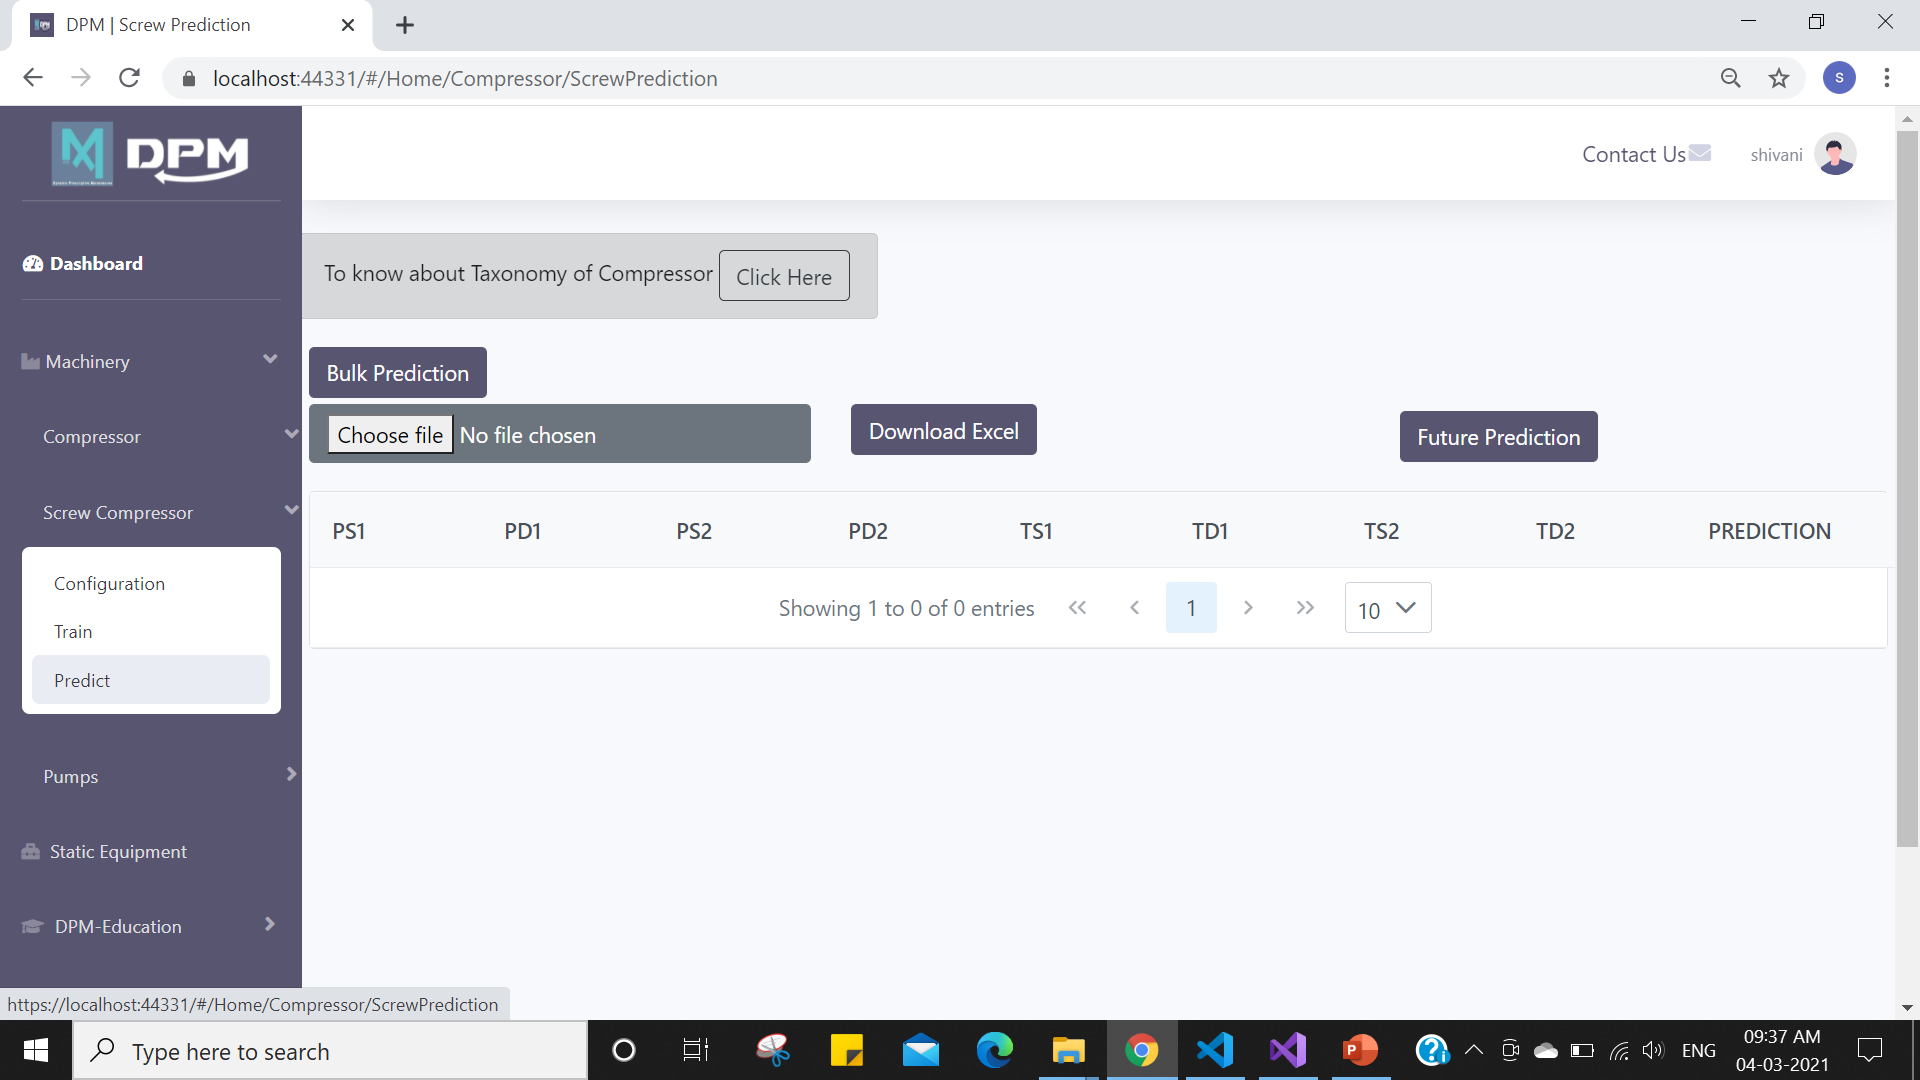 DPM | Screw Prediction
localhost:44331/#/Home/Compressor/ScrewPrediction
S
DPM
Contact Us
shivani
Dashboard
To know about Taxonomy of Compressor Click Here
Machinery
Bulk Prediction
Compressor
Choose file No file chosen
Download Excel
Future Prediction
Screw Compressor
PS1 PD1 PS2 PD2 TS1 TD1 TS2 TD2 PREDICTION
Configuration
Showing 1 to 0 of 0 entries << < 1 > >> 10
Train
Predict
Pumps
Static Equipment
DPM-Education
https://localhost:44331/#/Home/Compressor/ScrewPrediction
Type here to search
ENG
09:37 AM
04-03-2021